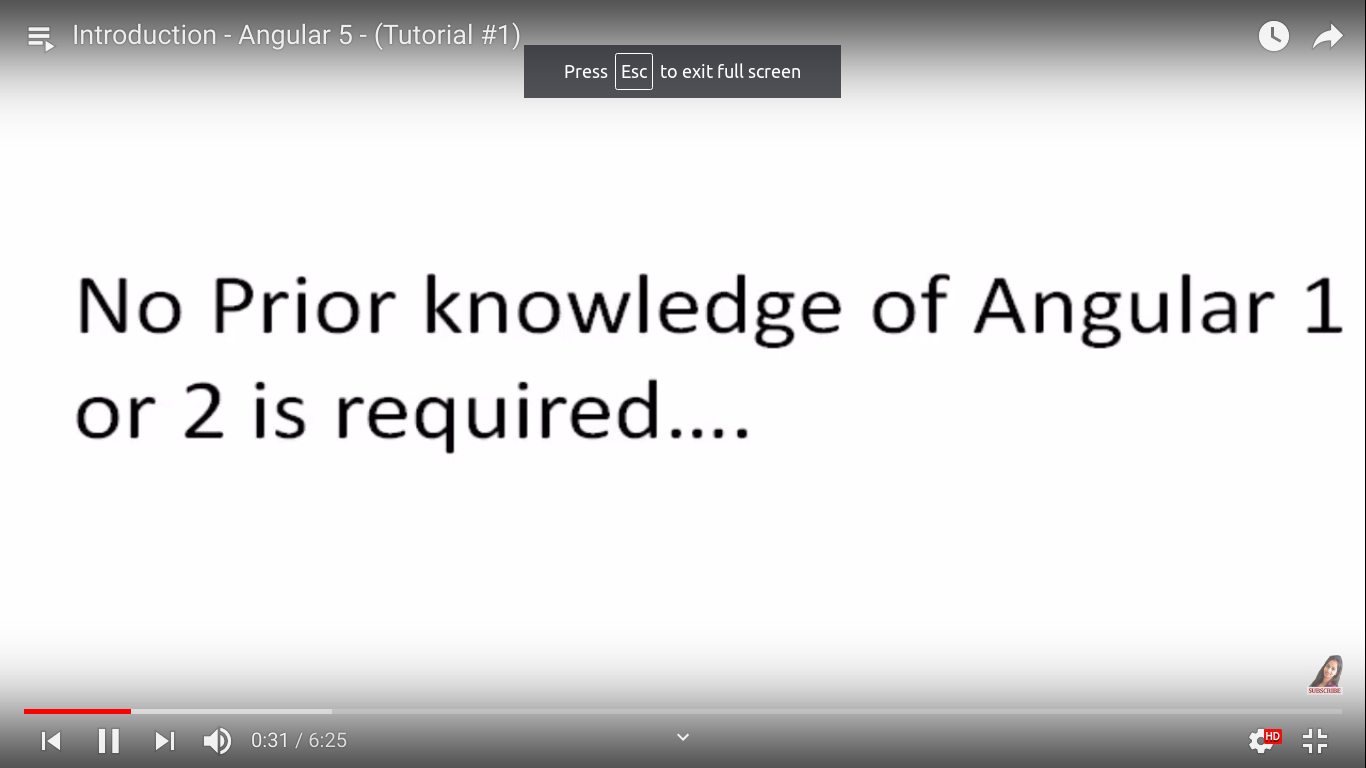 Introduction - Angular 5 - (Tutorial #1)
Press Esc to exit full screen
No Prior knowledge of Angular 1
or 2 is required....
SUBSCRIBE
0:31 / 6:25
HD